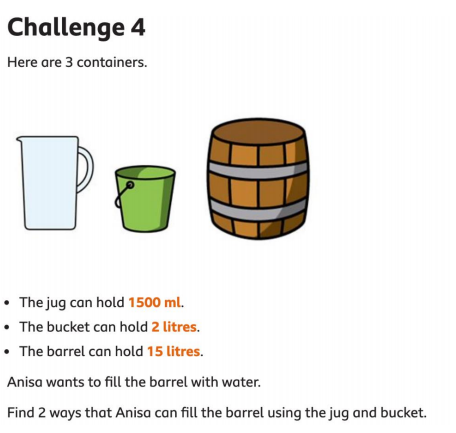 Challenge 4
Here are 3 containers.
• The jug can hold 1500 ml.
• The bucket can hold 2 litres.
• The barrel can hold 15 litres.
Anisa wants to fill the barrel with water.
Find 2 ways that Anisa can fill the barrel using the jug and bucket.